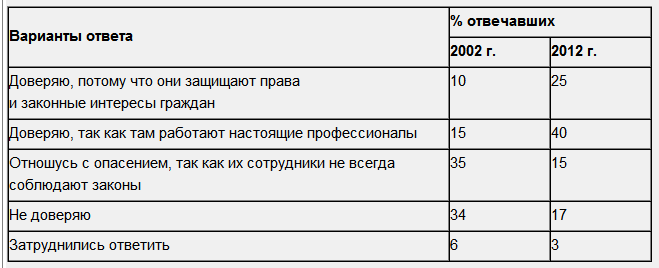 Варианты ответа
% отвечавших
2002 г. 2012 г.
Доверяю, потому что они защищают права
и законные интересы граждан
10 25
Доверяю, так как там работают настоящие профессионалы 15 40
Отношусь с опасением, так как их сотрудники не всегда
соблюдают законы
35 15
Не доверяю 34 17
Затруднились ответить 6 3